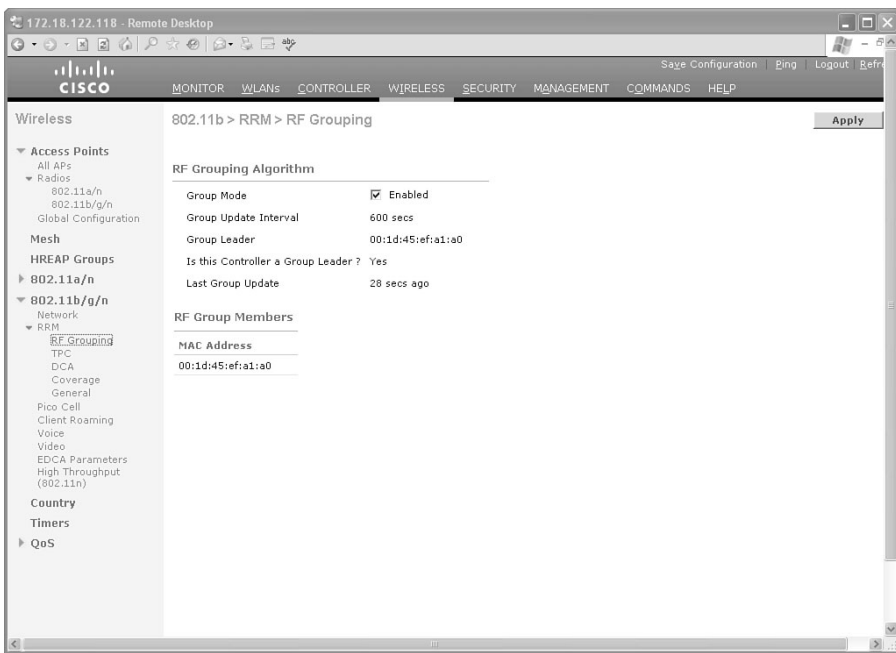 172.18.122.118 - Remote Desktop
abc
Save Configuration | Ping | Logout | Refre
CISCO
MONITOR WLANs CONTROLLER WIRELESS SECURITY MANAGEMENT COMMANDS HELP
Wireless
802.11b > RRM > RF Grouping
Apply
Access Points
All APs
Radios
802.11a/n
802.11b/g/n
Global Configuration
Mesh
HREAP Groups
802.11a/n
802.11b/g/n
Network
RRM
RF Grouping
TPC
DCA
Coverage
General
Pico Cell
Client Roaming
Voice
Video
EDCA Parameters
High Throughput
(802.11n)
Country
Timers
QoS
RF Grouping Algorithm
Group Mode Enabled
Group Update Interval 600 secs
Group Leader 00:1d:45:ef:a1:a0
Is this Controller a Group Leader ? Yes
Last Group Update 28 secs ago
RF Group Members
MAC Address
00:1d:45:ef:a1:a0